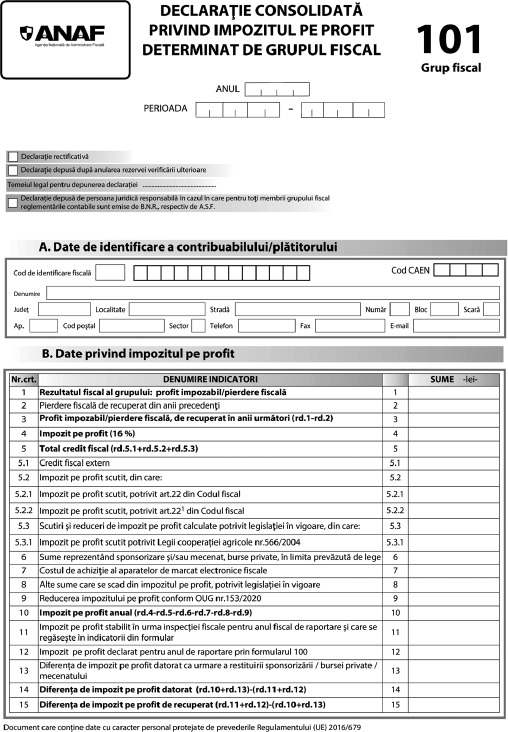 ANAF
Agenția Națională de Administrare Fiscală
DECLARAŢIE CONSOLIDATĂ
PRIVIND IMPOZITUL PE PROFIT
DETERMINAT DE GRUPUL FISCAL
101
Grup fiscal
ANUL
PERIOADA –
Declaraţie rectificativă
Declaraţie depusă după anularea rezervei verificării ulterioare
Temeiul legal pentru depunerea declaraţiei ..........................................
Declaraţie depusă de persoana juridică responsabilă în cazul în care pentru toţi membrii grupului fiscal
reglementările contabile sunt emise de B.N.R., respectiv de A.S.F.
A. Date de identificare a contribuabilului/plătitorului
Cod de identificare fiscală Cod CAEN
Denumire
Judeţ Localitate Stradă Număr Bloc Scară
Ap. Cod poştal Sector Telefon Fax E-mail
B. Date privind impozitul pe profit
Nr.crt. DENUMIRE INDICATORI SUME -lei-
1 Rezultatul fiscal al grupului: profit impozabil/pierdere fiscală 1
2 Pierdere fiscală de recuperat din anii precedenţi 2
3 Profit impozabil/pierdere fiscală, de recuperat în anii următori (rd.1-rd.2) 3
4 Impozit pe profit (16 %) 4
5 Total credit fiscal (rd.5.1+rd.5.2+rd.5.3) 5
5.1 Credit fiscal extern 5.1
5.2 Impozit pe profit scutit, din care: 5.2
5.2.1 Impozit pe profit scutit, potrivit art.22 din Codul fiscal 5.2.1
5.2.2 Impozit pe profit scutit, potrivit art.22¹ din Codul fiscal 5.2.2
5.3 Scutiri şi reduceri de impozit pe profit calculate potrivit legislaţiei în vigoare, din care: 5.3
5.3.1 Impozit pe profit scutit potrivit Legii cooperaţiei agricole nr.566/2004 5.3.1
6 Sume reprezentând sponsorizare şi/sau mecenat, burse private, în limita prevăzută de lege 6
7 Costul de achiziţie al aparatelor de marcat electronice fiscale 7
8 Alte sume care se scad din impozitul pe profit, potrivit legislaţiei în vigoare 8
9 Reducerea impozitului pe profit conform OUG nr.153/2020 9
10 Impozit pe profit anual (rd.4-rd.5-rd.6-rd.7-rd.8-rd.9) 10
11 Impozit pe profit stabilit în urma inspecţiei fiscale pentru anul fiscal de raportare şi care se
regăseşte în indicatorii din formular 11
12 Impozit pe profit declarat pentru anul de raportare prin formularul 100 12
13 Diferenţa de impozit pe profit datorat ca urmare a restituirii sponsorizării / bursei private /
mecenatului 13
14 Diferenţa de impozit pe profit datorat (rd.10+rd.13)-(rd.11+rd.12) 14
15 Diferenţa de impozit pe profit de recuperat (rd.11+rd.12)-(rd.10+rd.13) 15
Document care conţine date cu caracter personal protejate de prevederile Regulamentului (UE) 2016/679